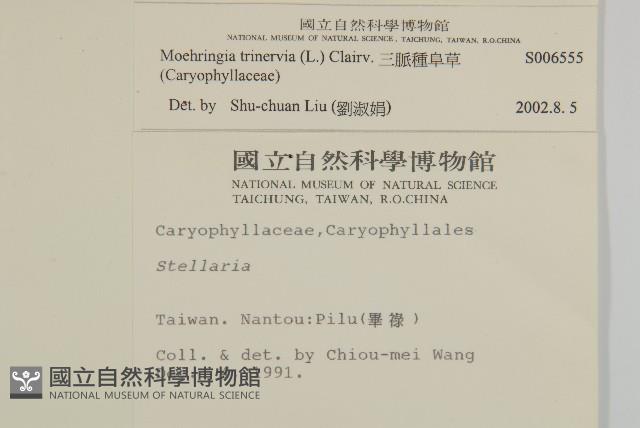 國立自然科學博物館
NATIONAL MUSEUM OF NATURAL SCIENCE, TAICHUNG, TAIWAN, R.O.CHINA
Moehringia trinervia (L.) Clairv. 三脈種阜草 S006555
(Caryophyllaceae)
Det. by Shu-chuan Liu (劉淑娟) 2002.8.5
國立自然科學博物館
NATIONAL MUSEUM OF NATURAL SCIENCE
TAICHUNG, TAIWAN, R.O.CHINA
Caryophyllaceae,Caryophyllales
Stellaria
Taiwan. Nantou:Pilu(畢祿)
Coll. & det. by Chiou-mei Wang
國立自然科學博物館
NATIONAL MUSEUM OF NATURAL SCIENCE